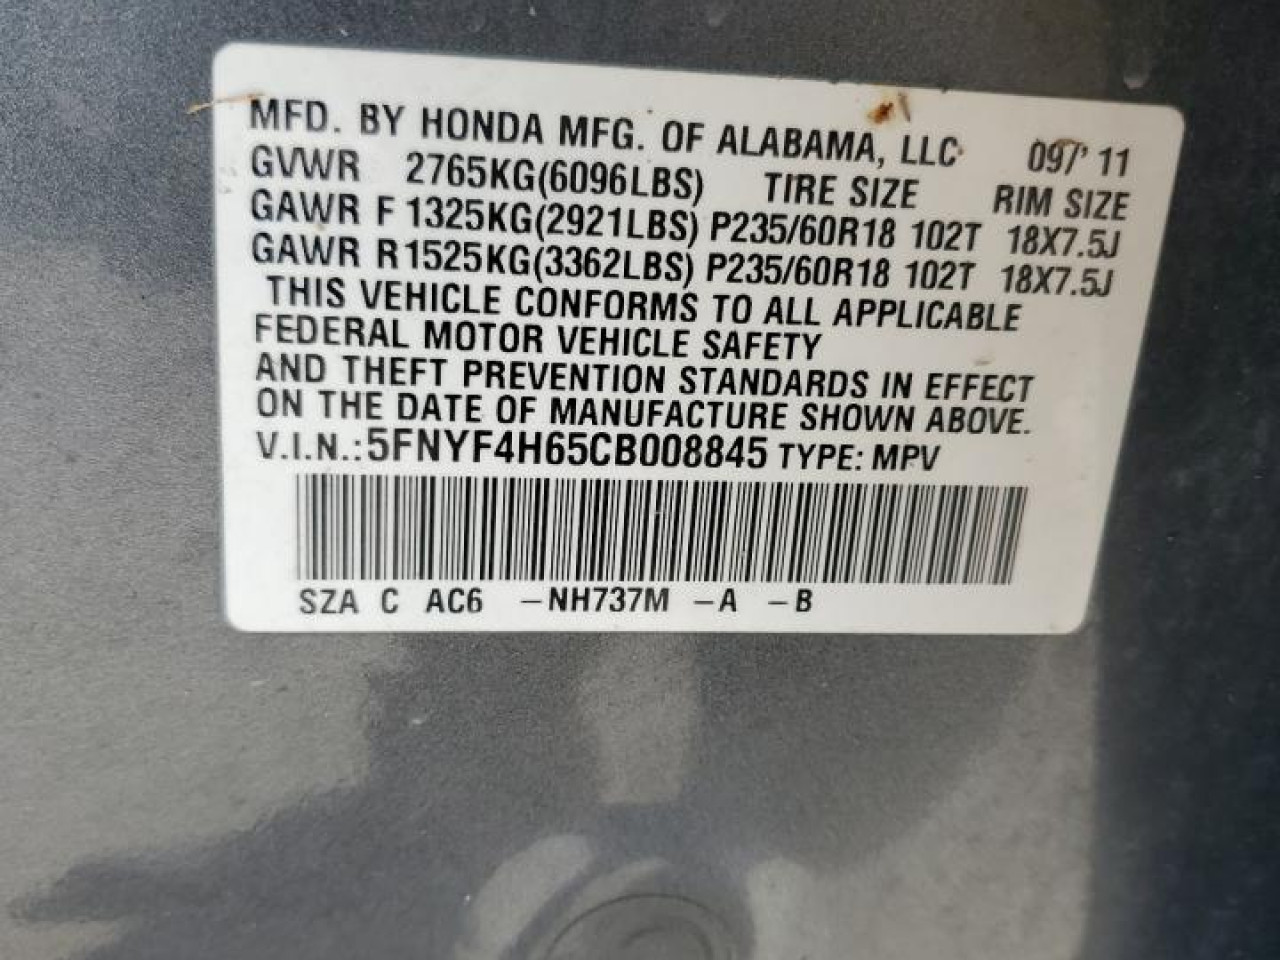 MFD. BY HONDA MFG. OF ALABAMA, LLC 09/' 11
GVWR 2765KG(6096LBS) TIRE SIZE RIM SIZE
GAWR F 1325KG(2921LBS) P235/60R18 102T 18X7.5J
GAWR R 1525KG(3362LBS) P235/60R18 102T 18X7.5J
THIS VEHICLE CONFORMS TO ALL APPLICABLE
FEDERAL MOTOR VEHICLE SAFETY
AND THEFT PREVENTION STANDARDS IN EFFECT
ON THE DATE OF MANUFACTURE SHOWN ABOVE.
V.I.N.: 5FNYF4H65CB008845 TYPE: MPV
SZA C AC6 -NH737M -A -B